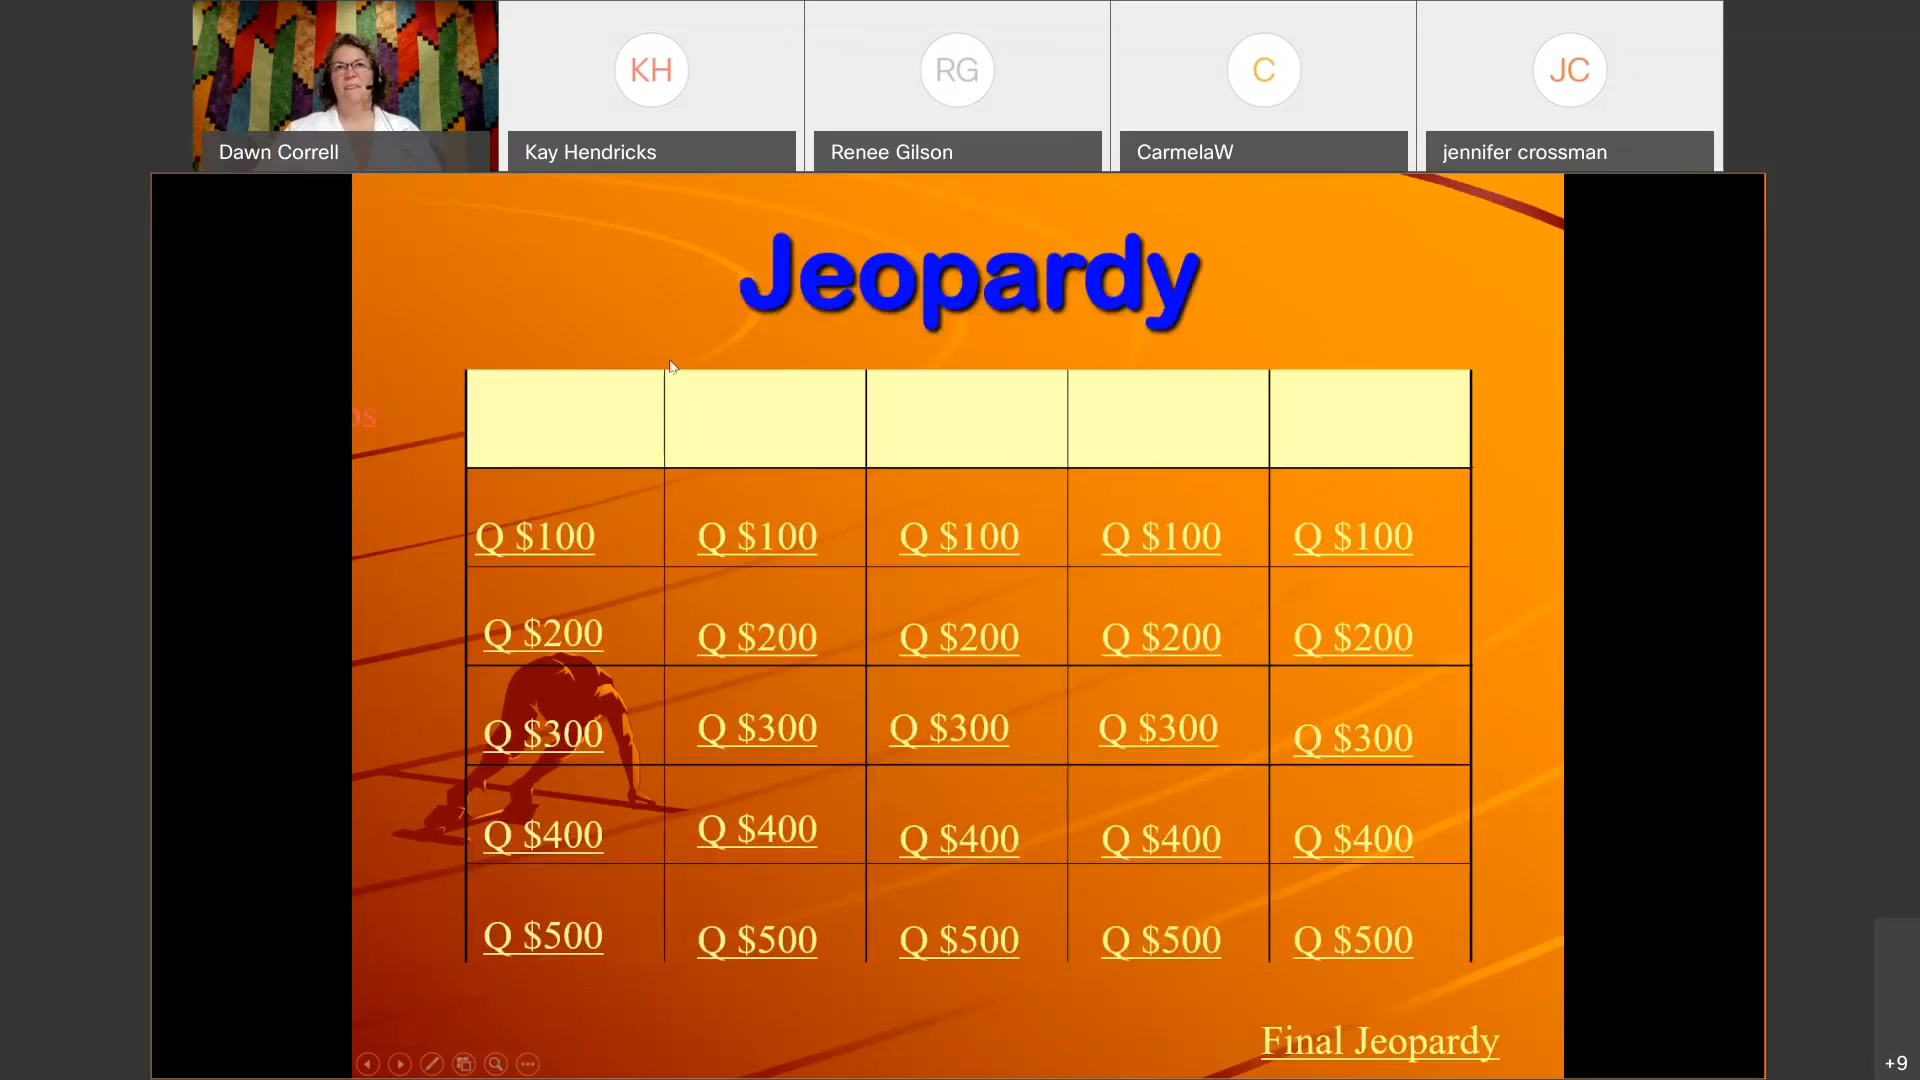 KH
RG
C
JC
Dawn Correll
Kay Hendricks
Renee Gilson
CarmelaW
jennifer crossman
Jeopardy
os
Q $100 Q $100 Q $100 Q $100 Q $100
Q $200 Q $200 Q $200 Q $200 Q $200
Q $300 Q $300 Q $300 Q $300 Q $300
Q $400 Q $400 Q $400 Q $400 Q $400
Q $500 Q $500 Q $500 Q $500 Q $500
Final Jeopardy
+9